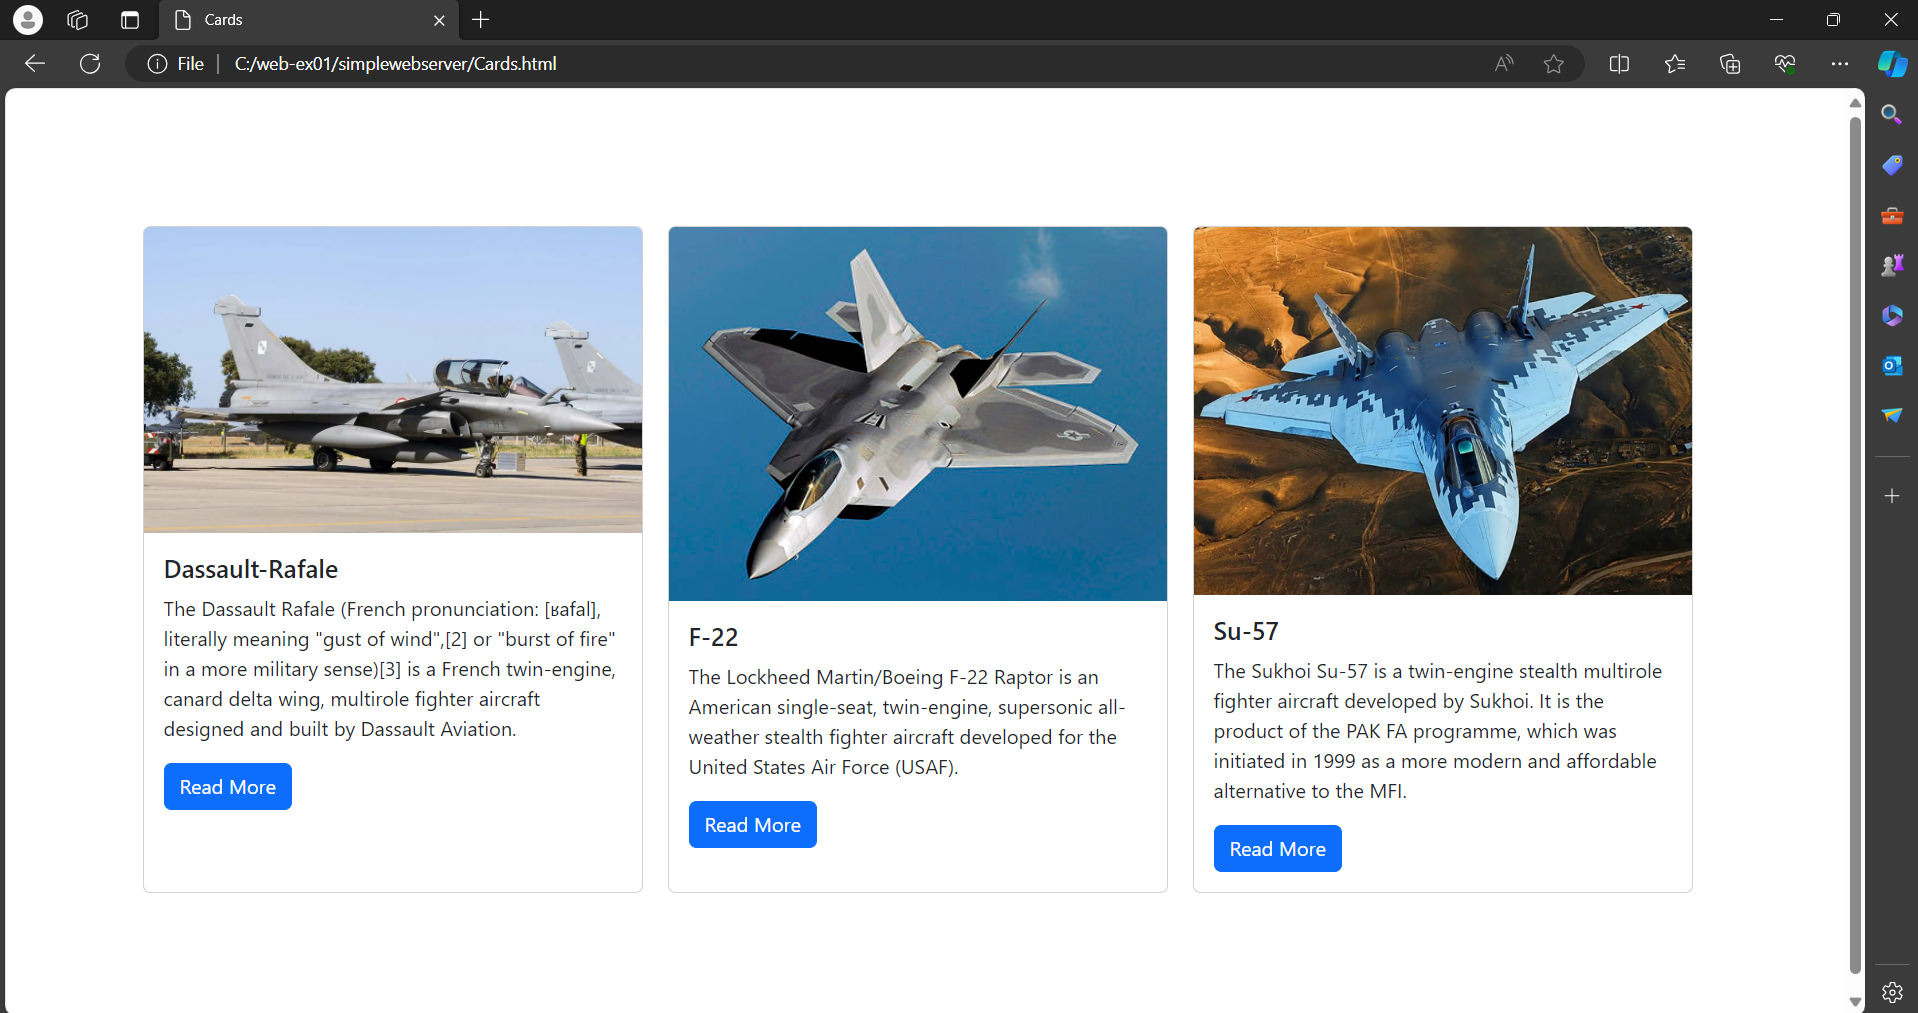 Cards
File
C:/web-ex01/simplewebserver/Cards.html
Dassault-Rafale
The Dassault Rafale (French pronunciation: [ʁafal],
literally meaning "gust of wind",[2] or "burst of fire"
in a more military sense)[3] is a French twin-engine,
canard delta wing, multirole fighter aircraft
designed and built by Dassault Aviation.
Read More
F-22
The Lockheed Martin/Boeing F-22 Raptor is an
American single-seat, twin-engine, supersonic all-
weather stealth fighter aircraft developed for the
United States Air Force (USAF).
Read More
Su-57
The Sukhoi Su-57 is a twin-engine stealth multirole
fighter aircraft developed by Sukhoi. It is the
product of the PAK FA programme, which was
initiated in 1999 as a more modern and affordable
alternative to the MFI.
Read More